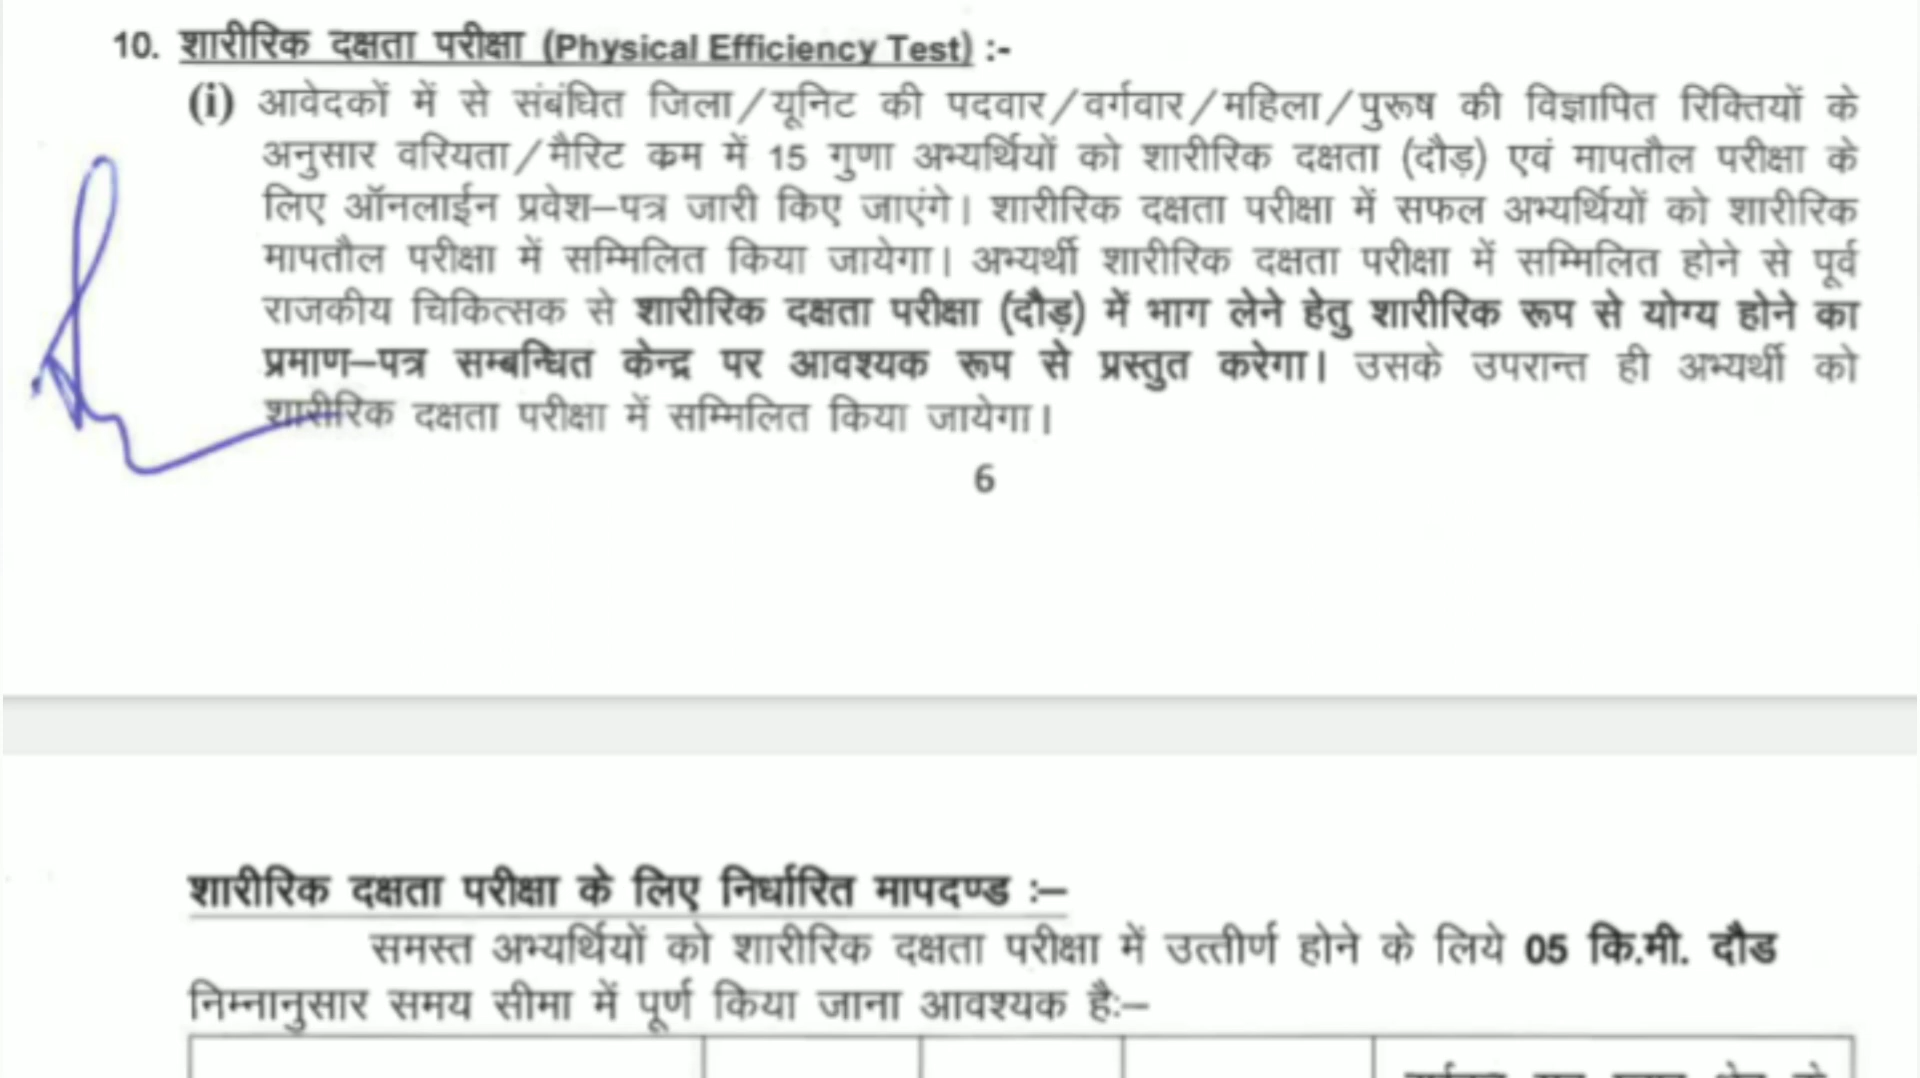 10. शारीरिक दक्षता परीक्षा (Physical Efficiency Test) :-
(i) आवेदकों में से संबंधित जिला/यूनिट की पदवार/वर्गवार/महिला/पुरूष की विज्ञापित रिक्तियों के
अनुसार वरियता/मैरिट क्रम में 15 गुणा अभ्यर्थियों को शारीरिक दक्षता (दौड़) एवं मापतौल परीक्षा के
लिए ऑनलाईन प्रवेश–पत्र जारी किए जाएंगे। शारीरिक दक्षता परीक्षा में सफल अभ्यर्थियों को शारीरिक
मापतौल परीक्षा में सम्मिलित किया जायेगा। अभ्यर्थी शारीरिक दक्षता परीक्षा में सम्मिलित होने से पूर्व
राजकीय चिकित्सक से शारीरिक दक्षता परीक्षा (दौड़) में भाग लेने हेतु शारीरिक रूप से योग्य होने का
प्रमाण–पत्र सम्बन्धित केन्द्र पर आवश्यक रूप से प्रस्तुत करेगा। उसके उपरान्त ही अभ्यर्थी को
शारीरिक दक्षता परीक्षा में सम्मिलित किया जायेगा।
6
शारीरिक दक्षता परीक्षा के लिए निर्धारित मापदण्ड :–
समस्त अभ्यर्थियों को शारीरिक दक्षता परीक्षा में उत्तीर्ण होने के लिये 05 कि.मी. दौड
निम्नानुसार समय सीमा में पूर्ण किया जाना आवश्यक है:–